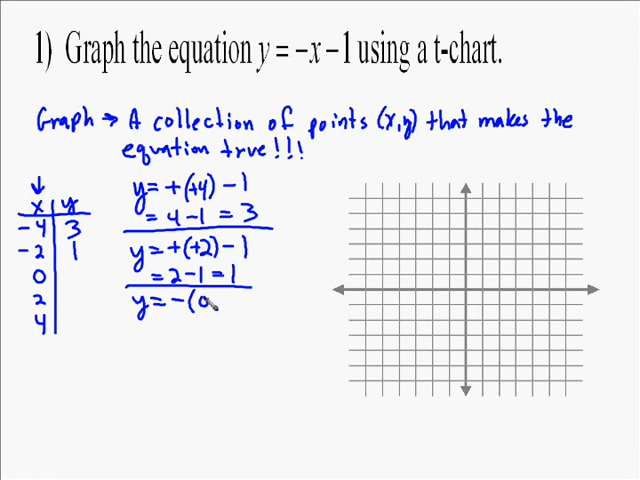 1) Graph the equation y = −x − 1 using a t-chart.
Graph → A collection of points (x,y) that makes the
equation true!!!
↓
x | y
-4 | 3
-2 | 1
0
2
4
y = +(+4) - 1
= 4 - 1 = 3
y = +(+2) - 1
= 2 - 1 = 1
y = -(0